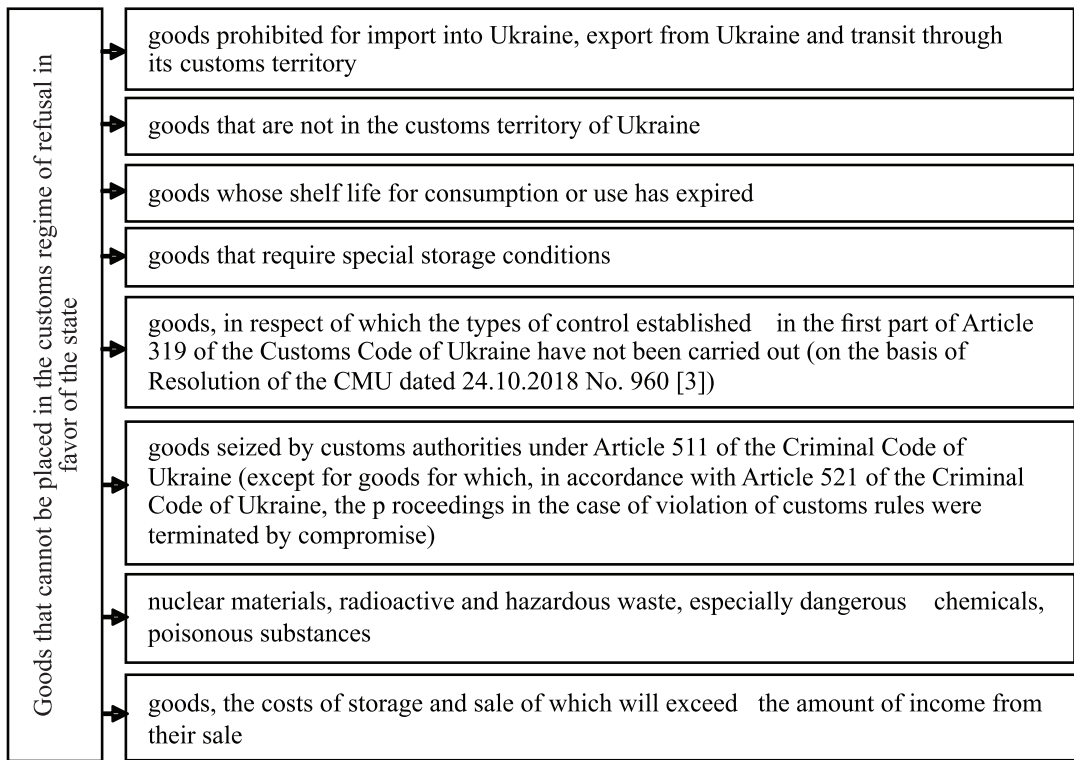 Goods that cannot be placed in the customs regime of refusal in
favor of the state
goods prohibited for import into Ukraine, export from Ukraine and transit through
its customs territory
goods that are not in the customs territory of Ukraine
goods whose shelf life for consumption or use has expired
goods that require special storage conditions
goods, in respect of which the types of control established in the first part of Article
319 of the Customs Code of Ukraine have not been carried out (on the basis of
Resolution of the CMU dated 24.10.2018 No. 960 [3])
goods seized by customs authorities under Article 511 of the Criminal Code of
Ukraine (except for goods for which, in accordance with Article 521 of the Criminal
Code of Ukraine, the p roceedings in the case of violation of customs rules were
terminated by compromise)
nuclear materials, radioactive and hazardous waste, especially dangerous chemicals,
poisonous substances
goods, the costs of storage and sale of which will exceed the amount of income from
their sale